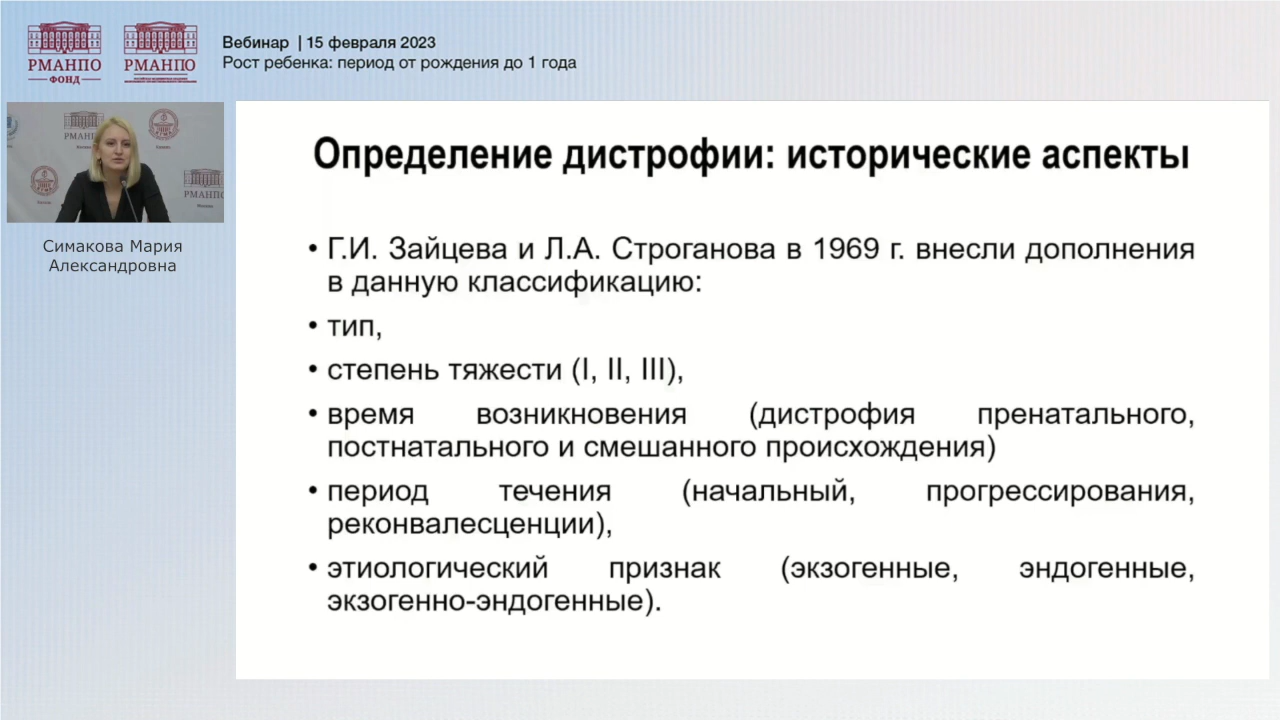 РМАНПО
ФОНД
РМАНПО
Вебинар | 15 февраля 2023
Рост ребенка: период от рождения до 1 года
РМАНПО
РМАНПО
Симакова Мария
Александровна
Определение дистрофии: исторические аспекты
• Г.И. Зайцева и Л.А. Строганова в 1969 г. внесли дополнения
в данную классификацию:
• тип,
• степень тяжести (I, II, III),
• время возникновения (дистрофия пренатального,
постнатального и смешанного происхождения)
• период течения (начальный, прогрессирования,
реконвалесценции),
• этиологический признак (экзогенные, эндогенные,
экзогенно-эндогенные).